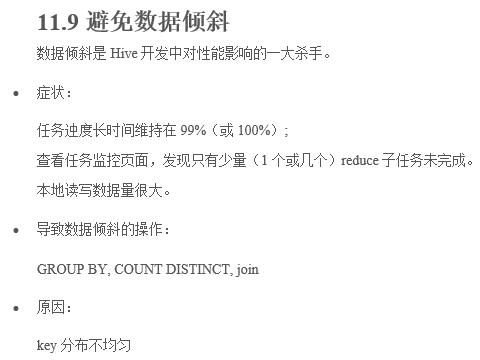 11.9 避免数据倾斜
数据倾斜是 Hive 开发中对性能影响的一大杀手。
症状：
任务迚度长时间维持在 99%（或 100%）;
查看任务监控页面，发现只有少量（1 个或几个）reduce 子任务未完成。
本地读写数据量很大。
导致数据倾斜的操作：
GROUP BY, COUNT DISTINCT, join
原因：
key 分布不均匀